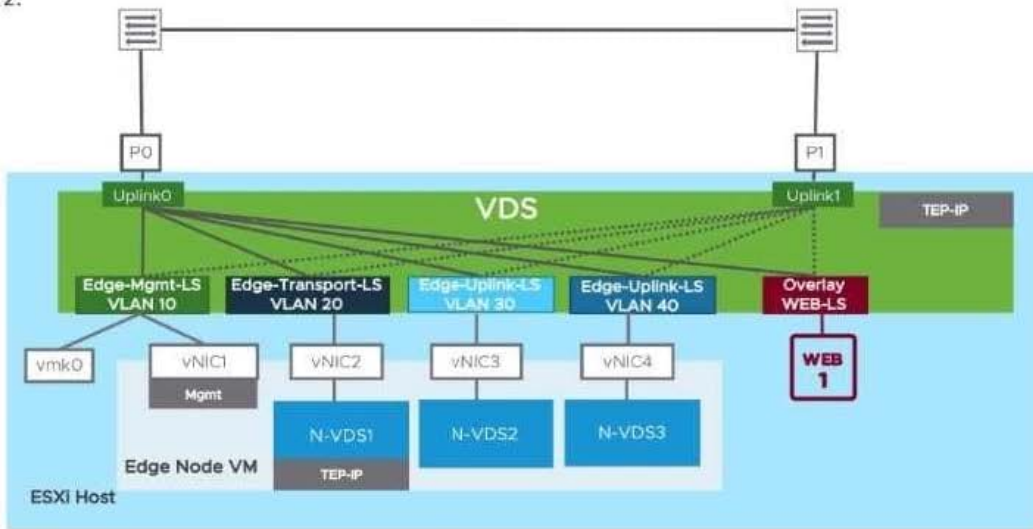 2.
P0
P1
Uplink0
Uplink1
VDS
TEP-IP
Edge-Mgmt-LS
VLAN 10
Edge-Transport-LS
VLAN 20
Edge-Uplink-LS
VLAN 30
Edge-Uplink-LS
VLAN 40
Overlay
WEB-LS
vmk0
vNIC1
Mgmt
vNIC2
vNIC3
vNIC4
WEB
1
N-VDS1
TEP-IP
N-VDS2
N-VDS3
Edge Node VM
ESXi Host